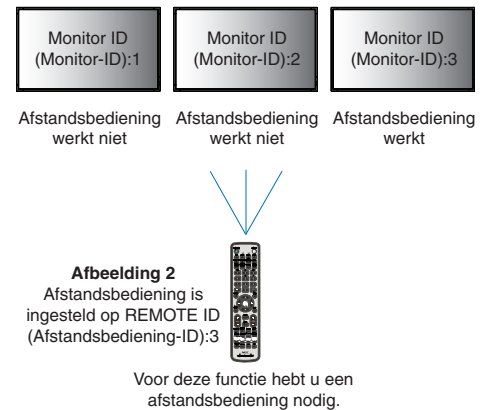 Monitor ID
(Monitor-ID):1
Monitor ID
(Monitor-ID):2
Monitor ID
(Monitor-ID):3
Afstandsbediening
werkt niet
Afstandsbediening
werkt niet
Afstandsbediening
werkt
Afbeelding 2
Afstandsbediening is
ingesteld op REMOTE ID
(Afstandsbediening-ID):3
Voor deze functie hebt u een
afstandsbediening nodig.